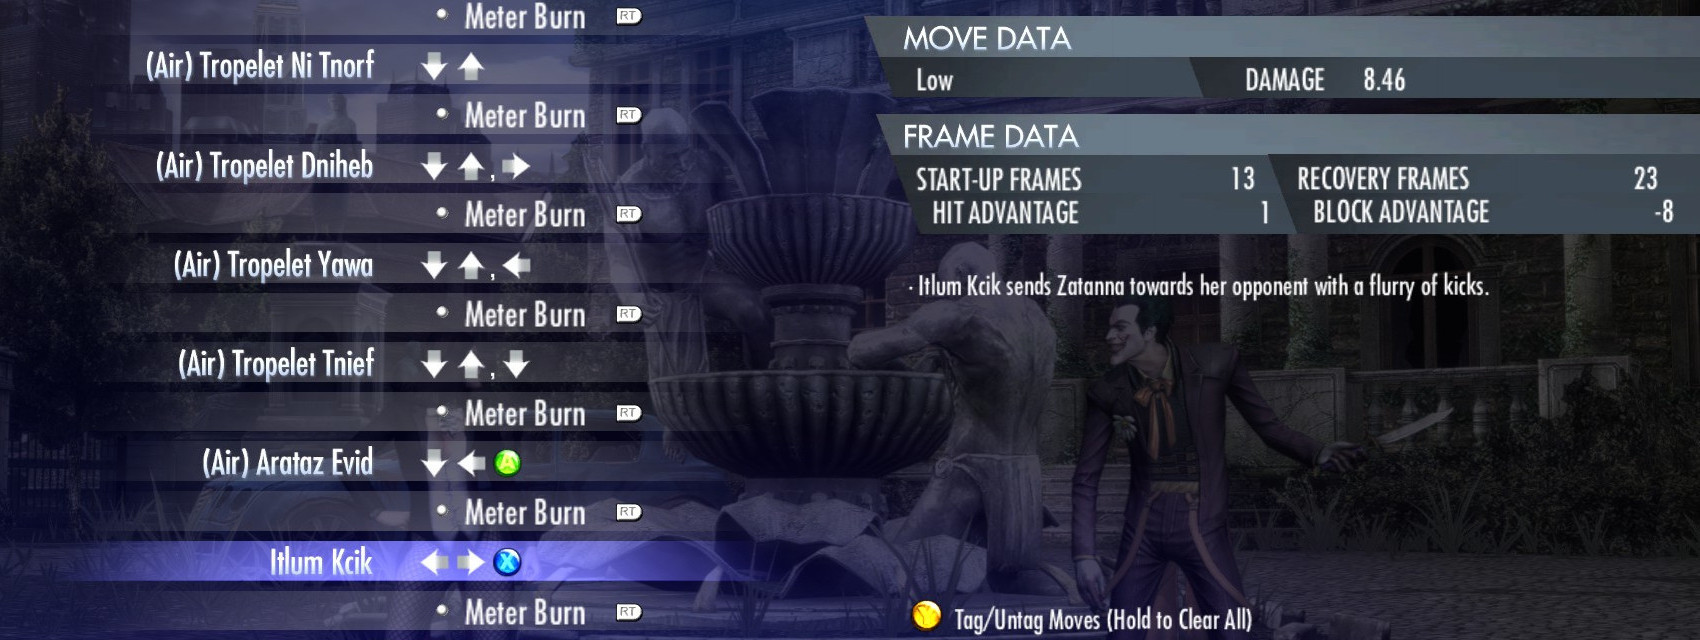 Meter Burn RT
(Air) Tropelet Ni Tnorf
Meter Burn RT
(Air) Tropelet Dniheb ,
Meter Burn RT
(Air) Tropelet Yawa ,
Meter Burn RT
(Air) Tropelet Tnief ,
Meter Burn RT
(Air) Arataz Evid A
Meter Burn RT
Itlum Kcik X
Meter Burn RT
MOVE DATA
Low DAMAGE 8.46
FRAME DATA
START-UP FRAMES 13 RECOVERY FRAMES 23
HIT ADVANTAGE 1 BLOCK ADVANTAGE -8
· Itlum Kcik sends Zatanna towards her opponent with a flurry of kicks.
Y Tag/Untag Moves (Hold to Clear All)